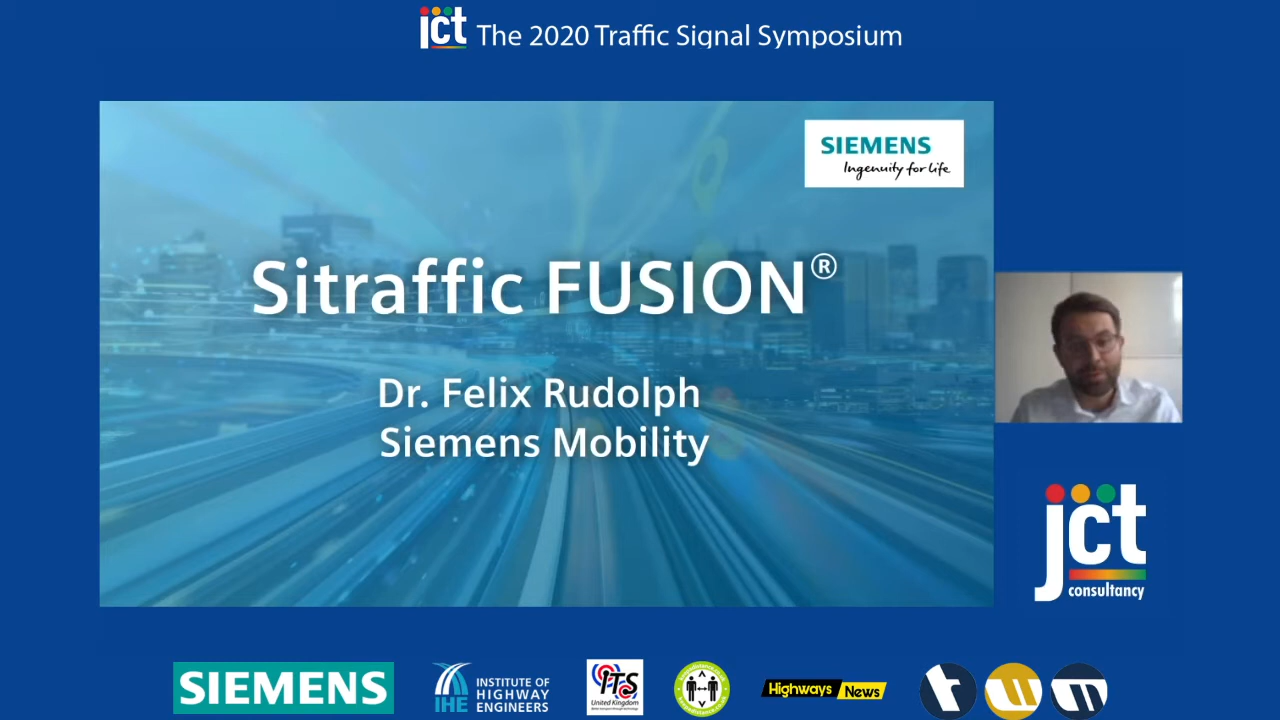 jct The 2020 Traffic Signal Symposium
SIEMENS
Ingenuity for life
Sitraffic FUSION®
Dr. Felix Rudolph
Siemens Mobility
jct
consultancy
SIEMENS
IHE
INSTITUTE OF
HIGHWAY
ENGINEERS
ITS
United Kingdom
Highways News
t w m